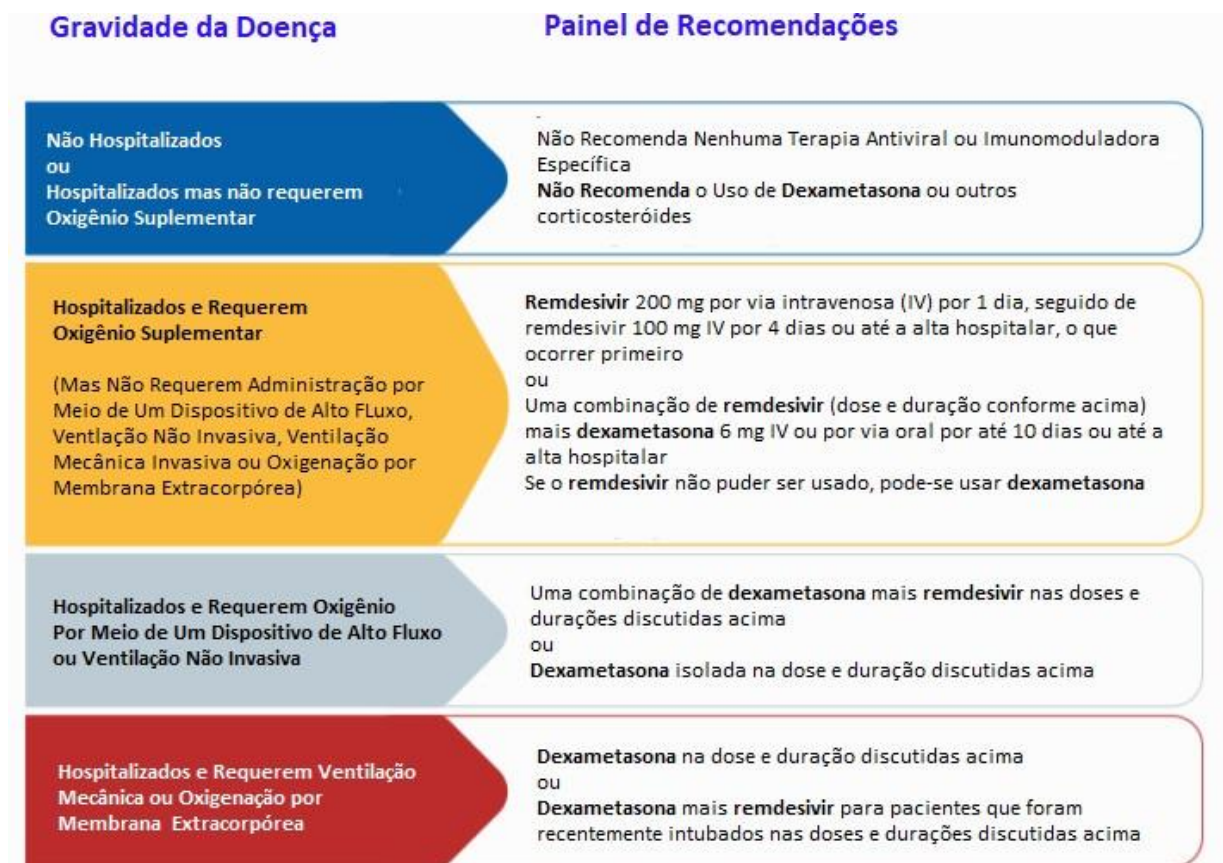 Gravidade da Doença
Painel de Recomendações
Não Hospitalizados
ou
Hospitalizados mas não requerem
Oxigênio Suplementar
Não Recomenda Nenhuma Terapia Antiviral ou Imunomoduladora
Específica
Não Recomenda o Uso de Dexametasona ou outros
corticosteróides
Hospitalizados e Requerem
Oxigênio Suplementar
(Mas Não Requerem Administração por
Meio de Um Dispositivo de Alto FLuxo,
Ventlação Não Invasiva, Ventilação
Mecânica Invasiva ou Oxigenação por
Membrana Extracorpórea)
Remdesivir 200 mg por via intravenosa (IV) por 1 dia, seguido de
remdesivir 100 mg IV por 4 dias ou até a alta hospitalar, o que
ocorrer primeiro
ou
Uma combinação de remdesivir (dose e duração conforme acima)
mais dexametasona 6 mg IV ou por via oral por até 10 dias ou até a
alta hospitalar
Se o remdesivir não puder ser usado, pode-se usar dexametasona
Hospitalizados e Requerem Oxigênio
Por Meio de Um Dispositivo de Alto Fluxo
ou Ventilação Não Invasiva
Uma combinação de dexametasona mais remdesivir nas doses e
durações discutidas acima
ou
Dexametasona isolada na dose e duração discutidas acima
Hospitalizados e Requerem Ventilação
Mecânica ou Oxigenação por
Membrana Extracorpórea
Dexametasona na dose e duração discutidas acima
ou
Dexametasona mais remdesivir para pacientes que foram
recentemente intubados nas doses e durações discutidas acima